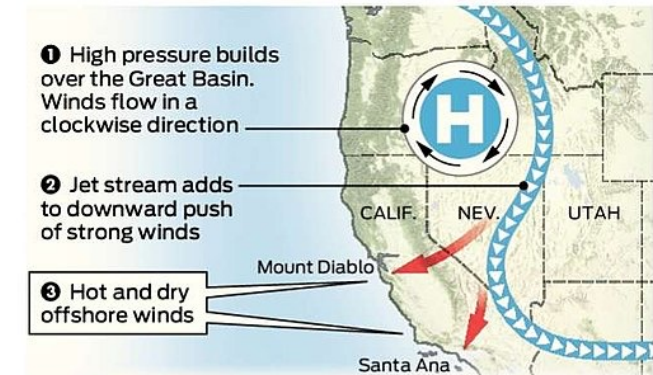 ❶ High pressure builds
over the Great Basin.
Winds flow in a
clockwise direction
H
❷ Jet stream adds
to downward push
of strong winds
CALIF.
NEV.
UTAH
Mount Diablo
❸ Hot and dry
offshore winds
Santa Ana